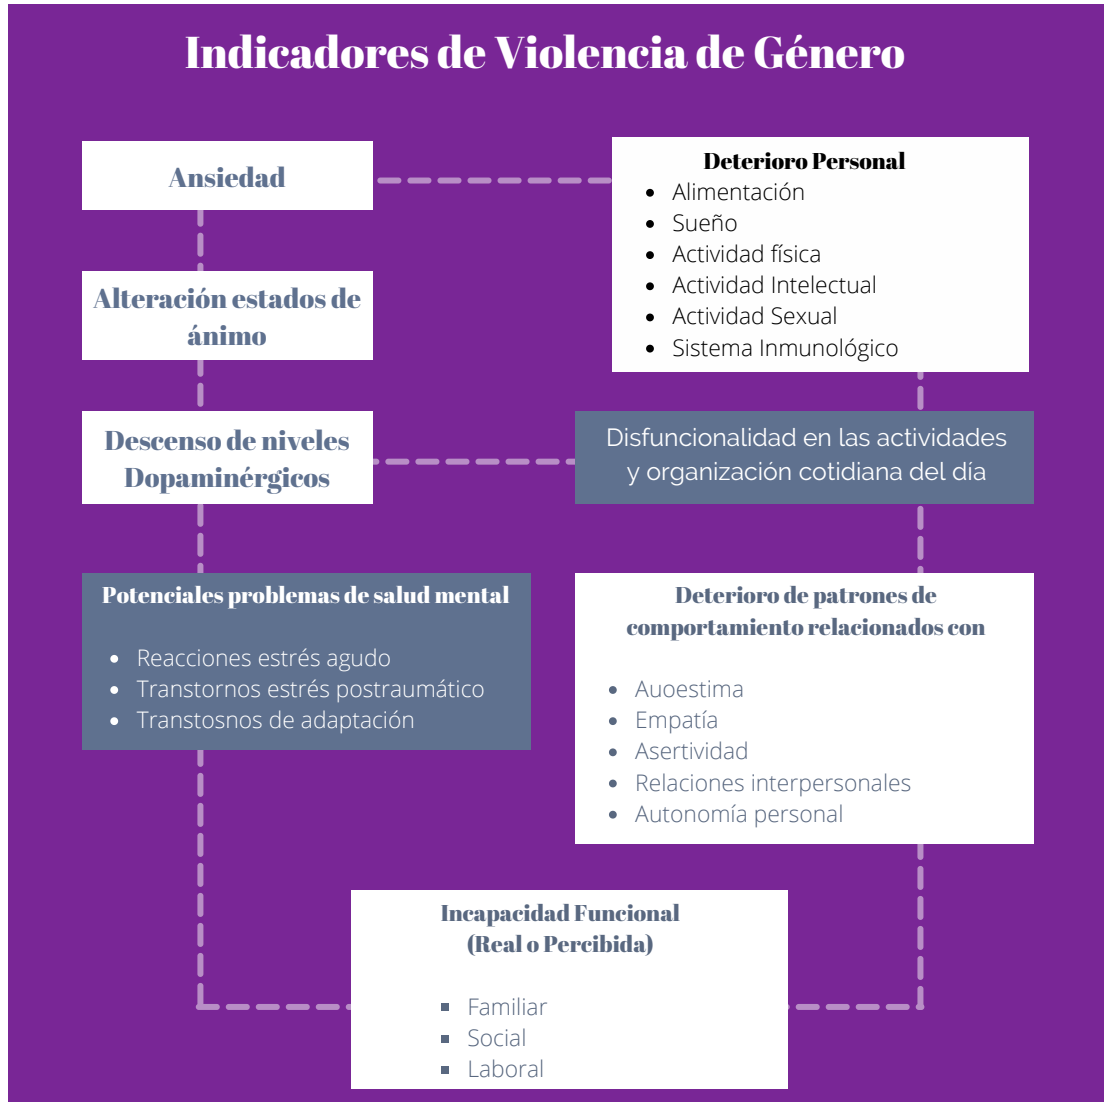 Indicadores de Violencia de Género
Ansiedad
Deterioro Personal
• Alimentación
• Sueño
• Actividad física
• Actividad Intelectual
• Actividad Sexual
• Sistema Inmunológico
Alteración estados de
ánimo
Descenso de niveles
Dopaminérgicos
Disfuncionalidad en las actividades
y organización cotidiana del día
Potenciales problemas de salud mental
• Reacciones estrés agudo
• Transtornos estrés postraumático
• Transtosnos de adaptación
Deterioro de patrones de
comportamiento relacionados con
• Auoestima
• Empatía
• Asertividad
• Relaciones interpersonales
• Autonomía personal
Incapacidad Funcional
(Real o Percibida)
▪ Familiar
▪ Social
▪ Laboral